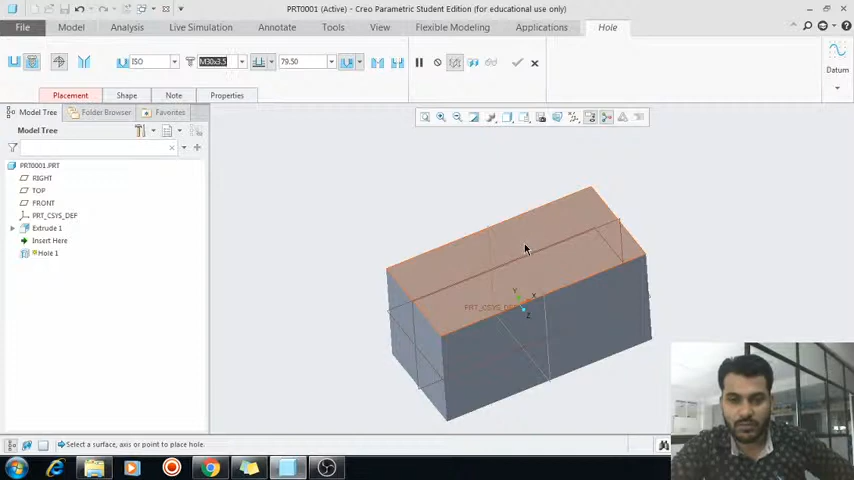 PRT0001 (Active) - Creo Parametric Student Edition (for educational use only)
File Model Analysis Live Simulation Annotate Tools View Flexible Modeling Applications Hole
ISO M30x3.5 79.50
Datum
Placement Shape Note Properties
Model Tree Folder Browser Favorites
Model Tree
PRT0001.PRT
RIGHT
TOP
FRONT
PRT_CSYS_DEF
Extrude 1
Insert Here
Hole 1
Y
X
PRT_CSYS_DEF
Z
Select a surface, axis or point to place hole.